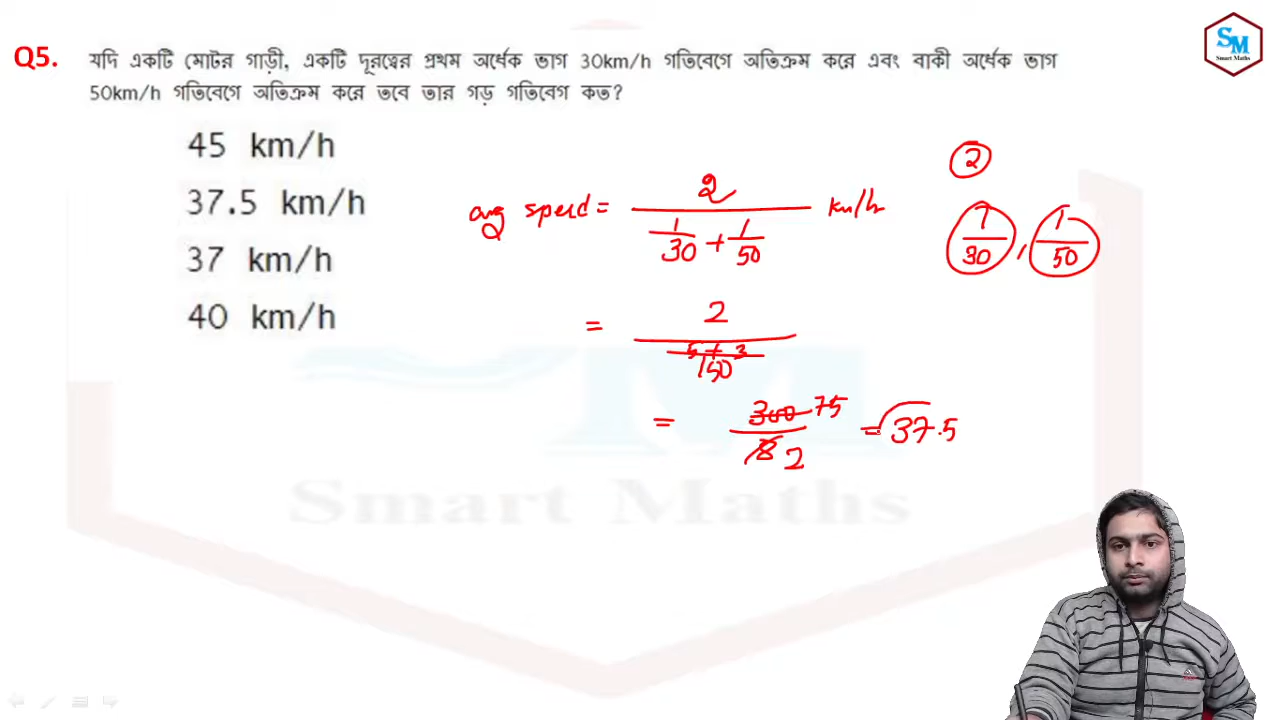 Q5. যদি একটি মোটর গাড়ী, একটি দূরত্বের প্রথম অর্ধেক ভাগ 30km/h গতিবেগে অতিক্রম করে এবং বাকী অর্ধেক ভাগ
50km/h গতিবেগে অতিক্রম করে তবে তার গড় গতিবেগ কত?
SM
Smart Maths
45 km/h
37.5 km/h
37 km/h
40 km/h
2
1/30, 1/50
avg speed = 2/(1/30 + 1/50) km/h
= 2/((5+3)/150)
= 300/8 75/2 = 37.5
Smart Maths